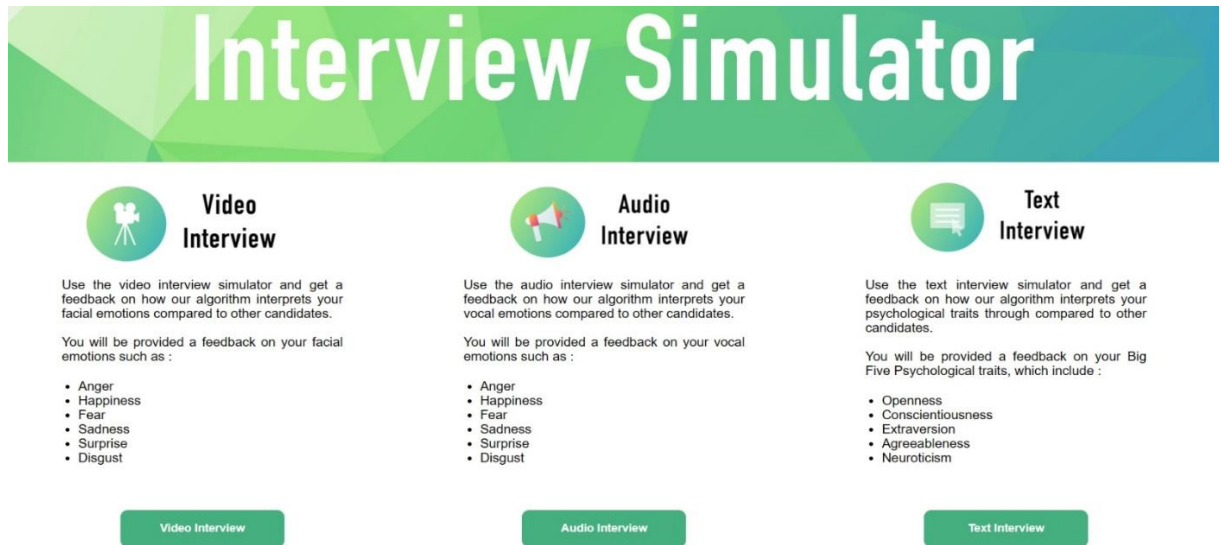 Interview Simulator
Video
Interview
Use the video interview simulator and get a
feedback on how our algorithm interprets your
facial emotions compared to other candidates.
You will be provided a feedback on your facial
emotions such as :
• Anger
• Happiness
• Fear
• Sadness
• Surprise
• Disgust
Video Interview
Audio
Interview
Use the audio interview simulator and get a
feedback on how our algorithm interprets your
vocal emotions compared to other candidates.
You will be provided a feedback on your vocal
emotions such as :
• Anger
• Happiness
• Fear
• Sadness
• Surprise
• Disgust
Audio Interview
Text
Interview
Use the text interview simulator and get a
feedback on how our algorithm interprets your
psychological traits through compared to other
candidates.
You will be provided a feedback on your Big
Five Psychological traits, which include :
• Openness
• Conscientiousness
• Extraversion
• Agreeableness
• Neuroticism
Text Interview